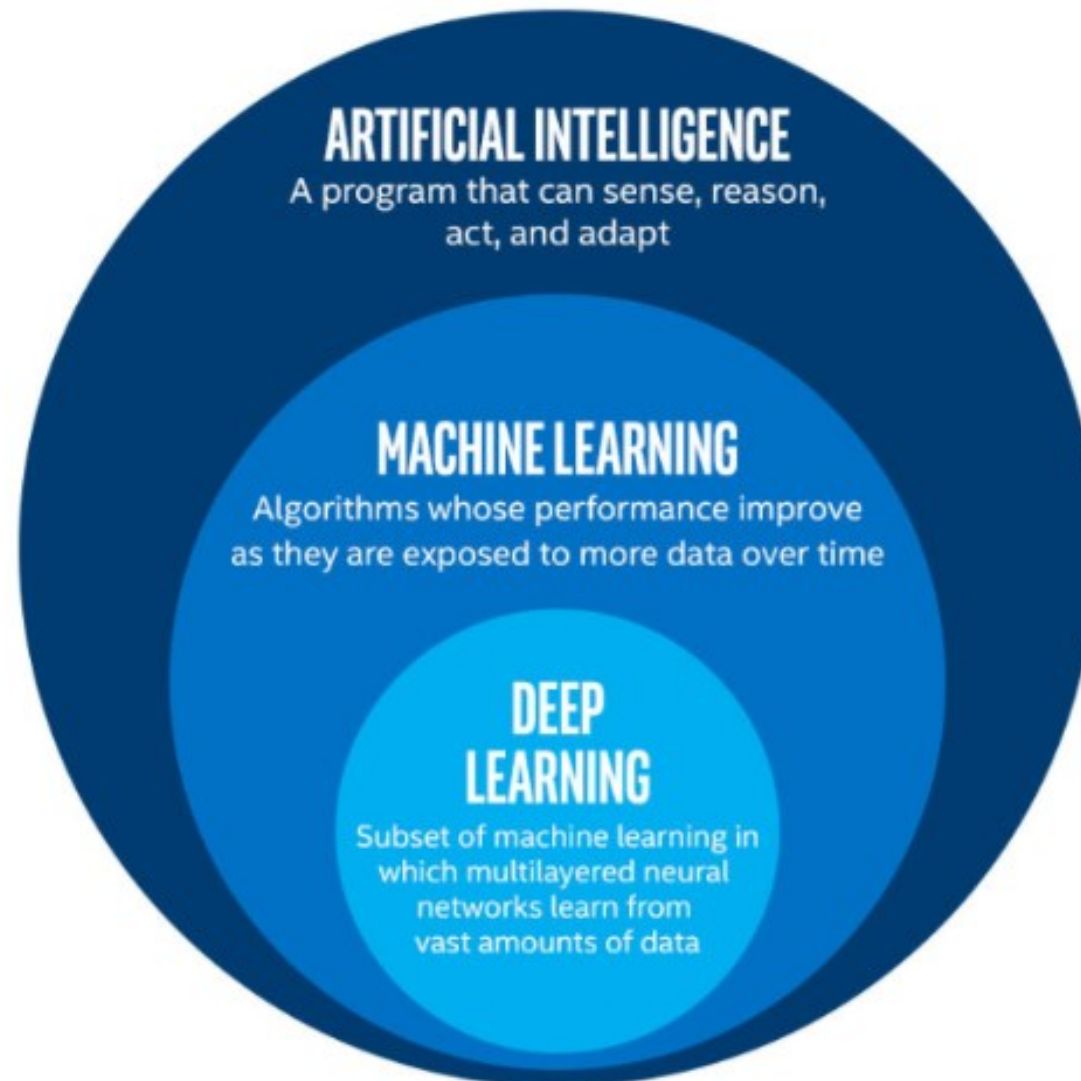 ARTIFICIAL INTELLIGENCE
A program that can sense, reason,
act, and adapt
MACHINE LEARNING
Algorithms whose performance improve
as they are exposed to more data over time
DEEP
LEARNING
Subset of machine learning in
which multilayered neural
networks learn from
vast amounts of data